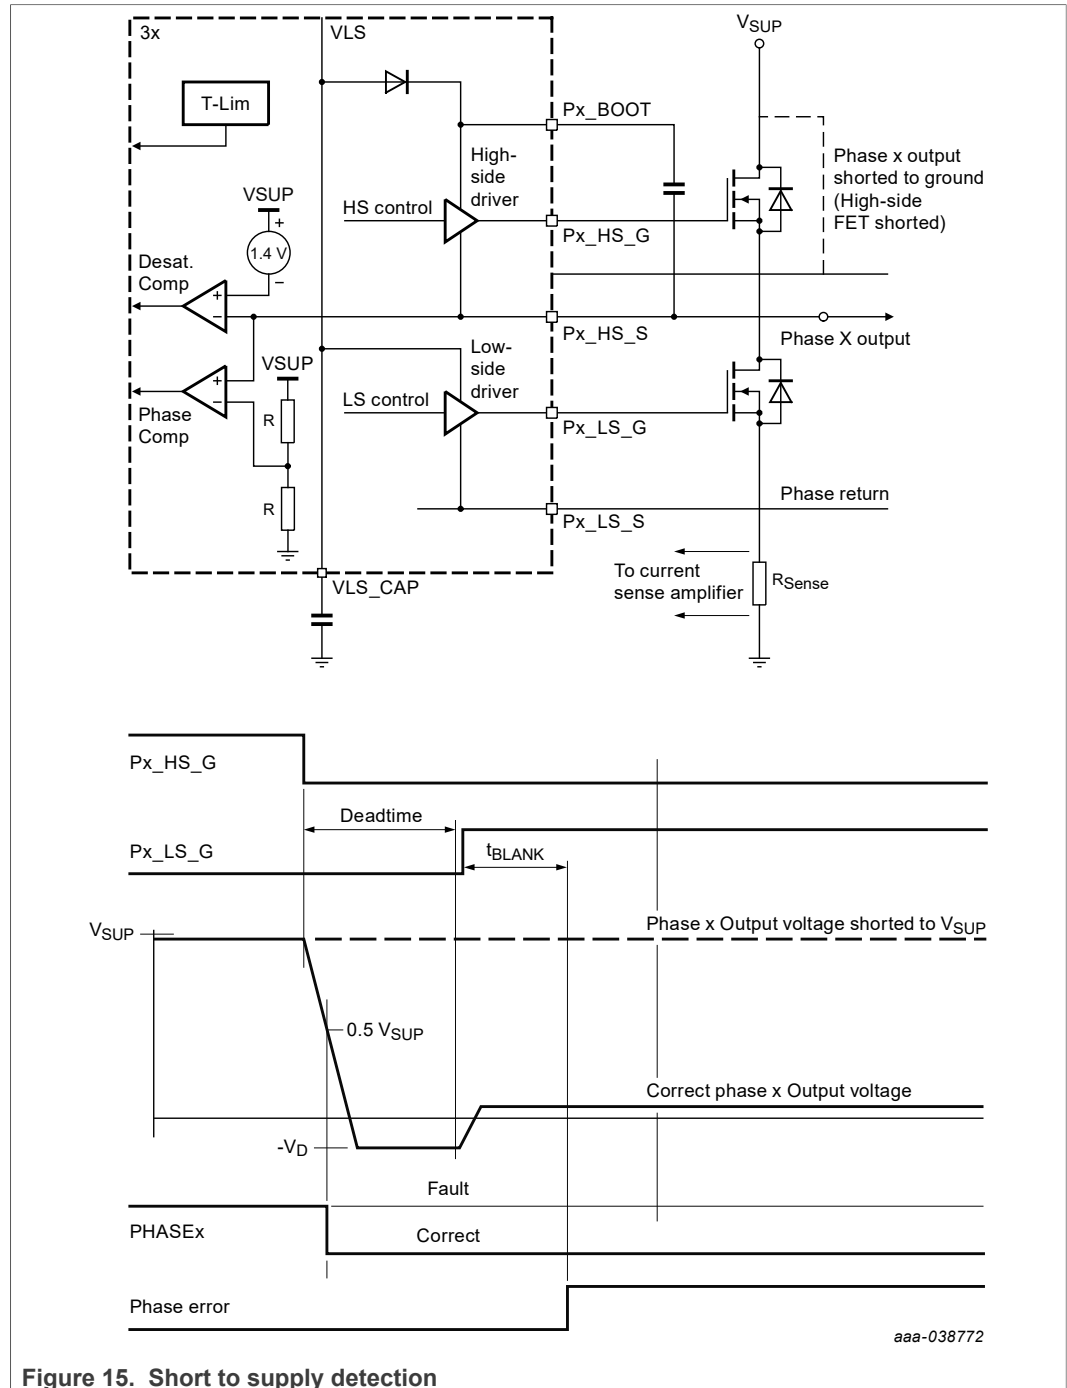 3x
VLS
VSUP
T-Lim
Px_BOOT
High-
side
driver
Phase x output
shorted to ground
(High-side
FET shorted)
VSUP
HS control
+
1.4 V
–
Px_HS_G
Desat.
Comp
+
–
Px_HS_S
Phase X output
Low-
side
driver
VSUP
+
–
LS control
Phase
Comp
R
Px_LS_G
R
Phase return
Px_LS_S
To current
sense amplifier
RSense
VLS_CAP
Px_HS_G
Deadtime
Px_LS_G
tBLANK
VSUP
Phase x Output voltage shorted to VSUP
0.5 VSUP
Correct phase x Output voltage
-VD
Fault
PHASEx
Correct
Phase error
aaa-038772
Figure 15. Short to supply detection